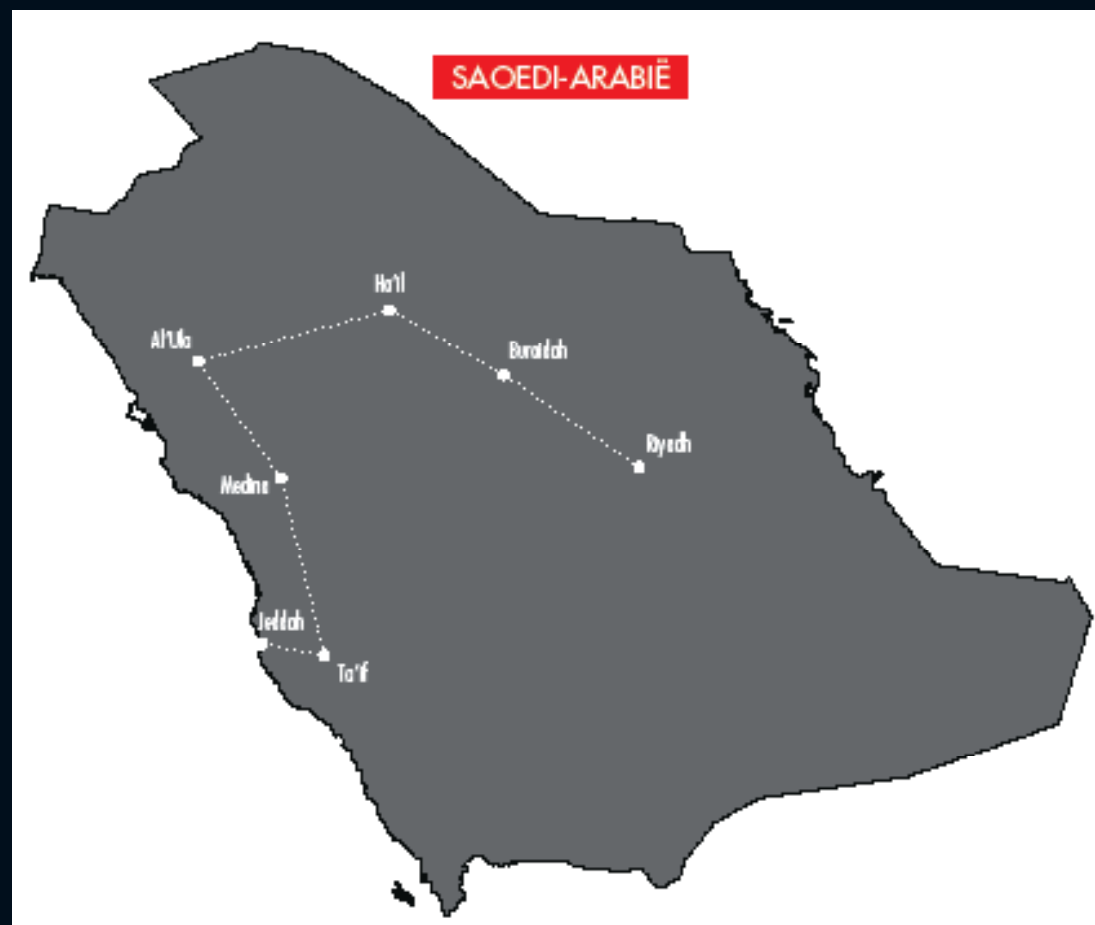 SAOEDI-ARABIË
Ha'il
Al'Ula
Buraidah
Riyadh
Medina
Jeddah
Ta'if